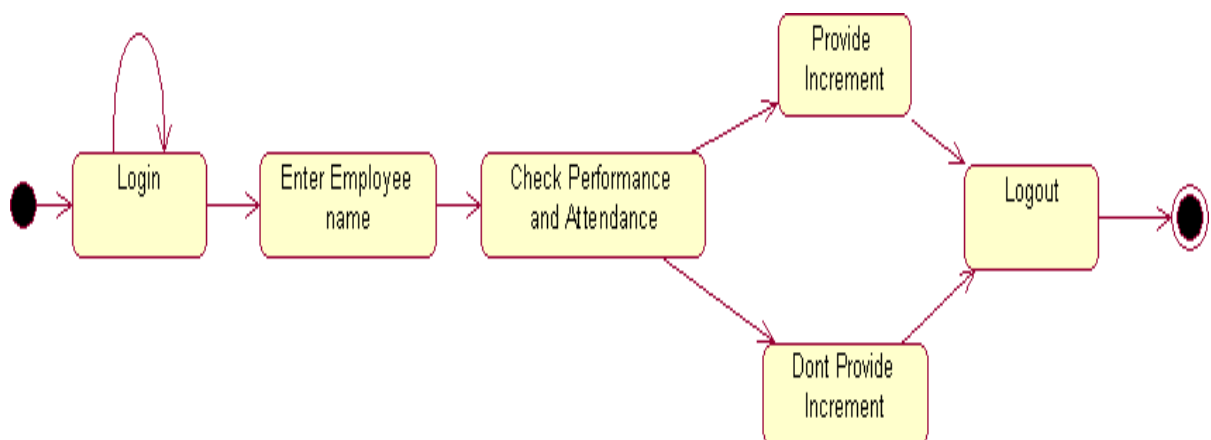 Login
Enter Employee
name
Check Performance
and Attendance
Provide
Increment
Dont Provide
Increment
Logout